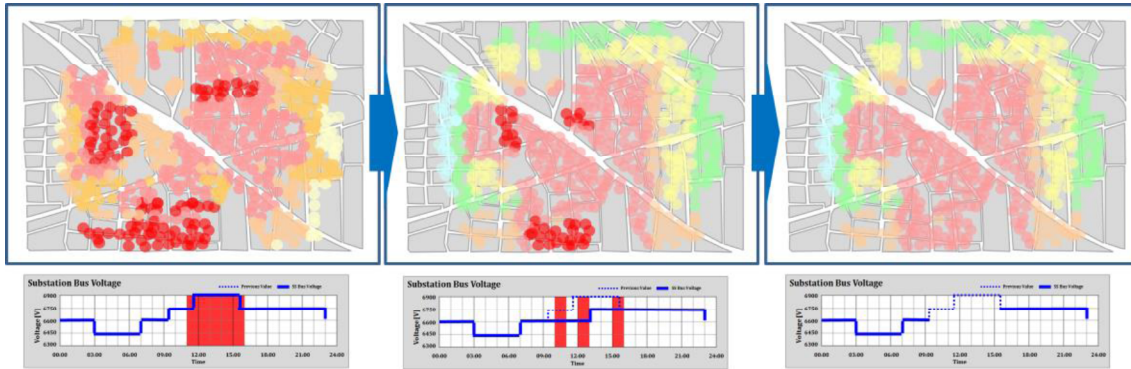 Substation Bus Voltage
Previous Value
SS Bus Voltage
Voltage [V]
6900
6750
6600
6450
6300
00:00 03:00 06:00 09:00 12:00 15:00 18:00 21:00 24:00
Time
Substation Bus Voltage
Previous Value
SS Bus Voltage
Voltage [V]
6900
6750
6600
6450
6300
00:00 03:00 06:00 09:00 12:00 15:00 18:00 21:00 24:00
Time
Substation Bus Voltage
Previous Value
SS Bus Voltage
Voltage [V]
6900
6750
6600
6450
6300
00:00 03:00 06:00 09:00 12:00 15:00 18:00 21:00 24:00
Time